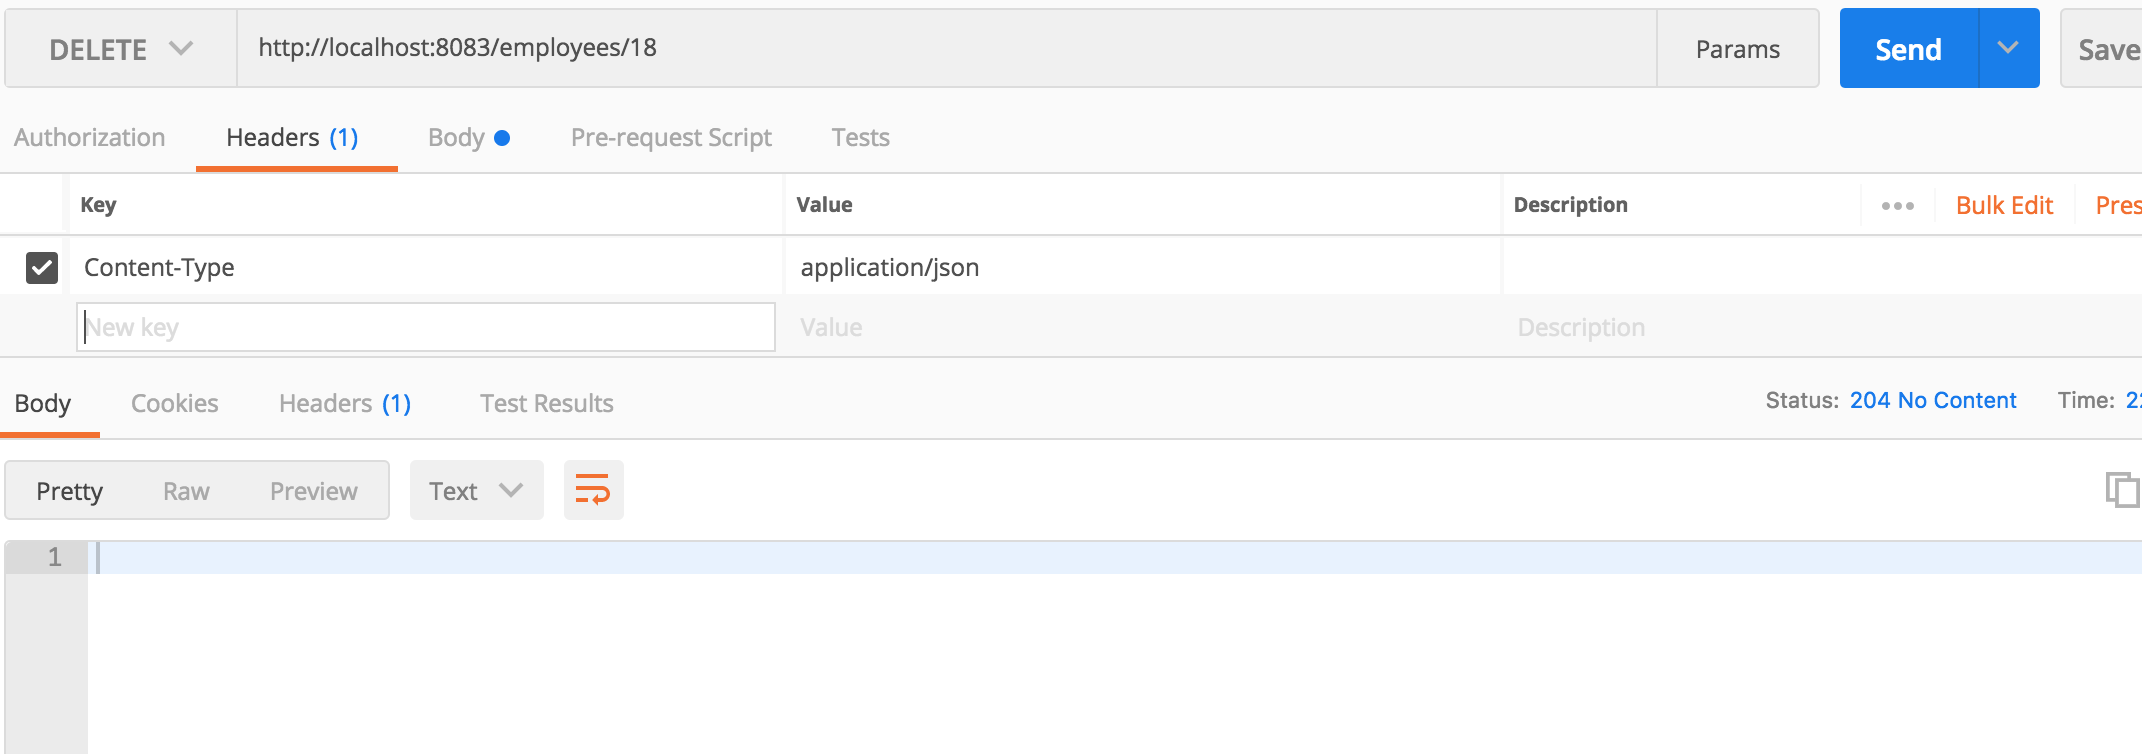 DELETE http://localhost:8083/employees/18 Params Send Save
Authorization Headers (1) Body Pre-request Script Tests
Key Value Description Bulk Edit Pres
Content-Type application/json
New key Value Description
Body Cookies Headers (1) Test Results Status: 204 No Content Time: 2
Pretty Raw Preview Text
1